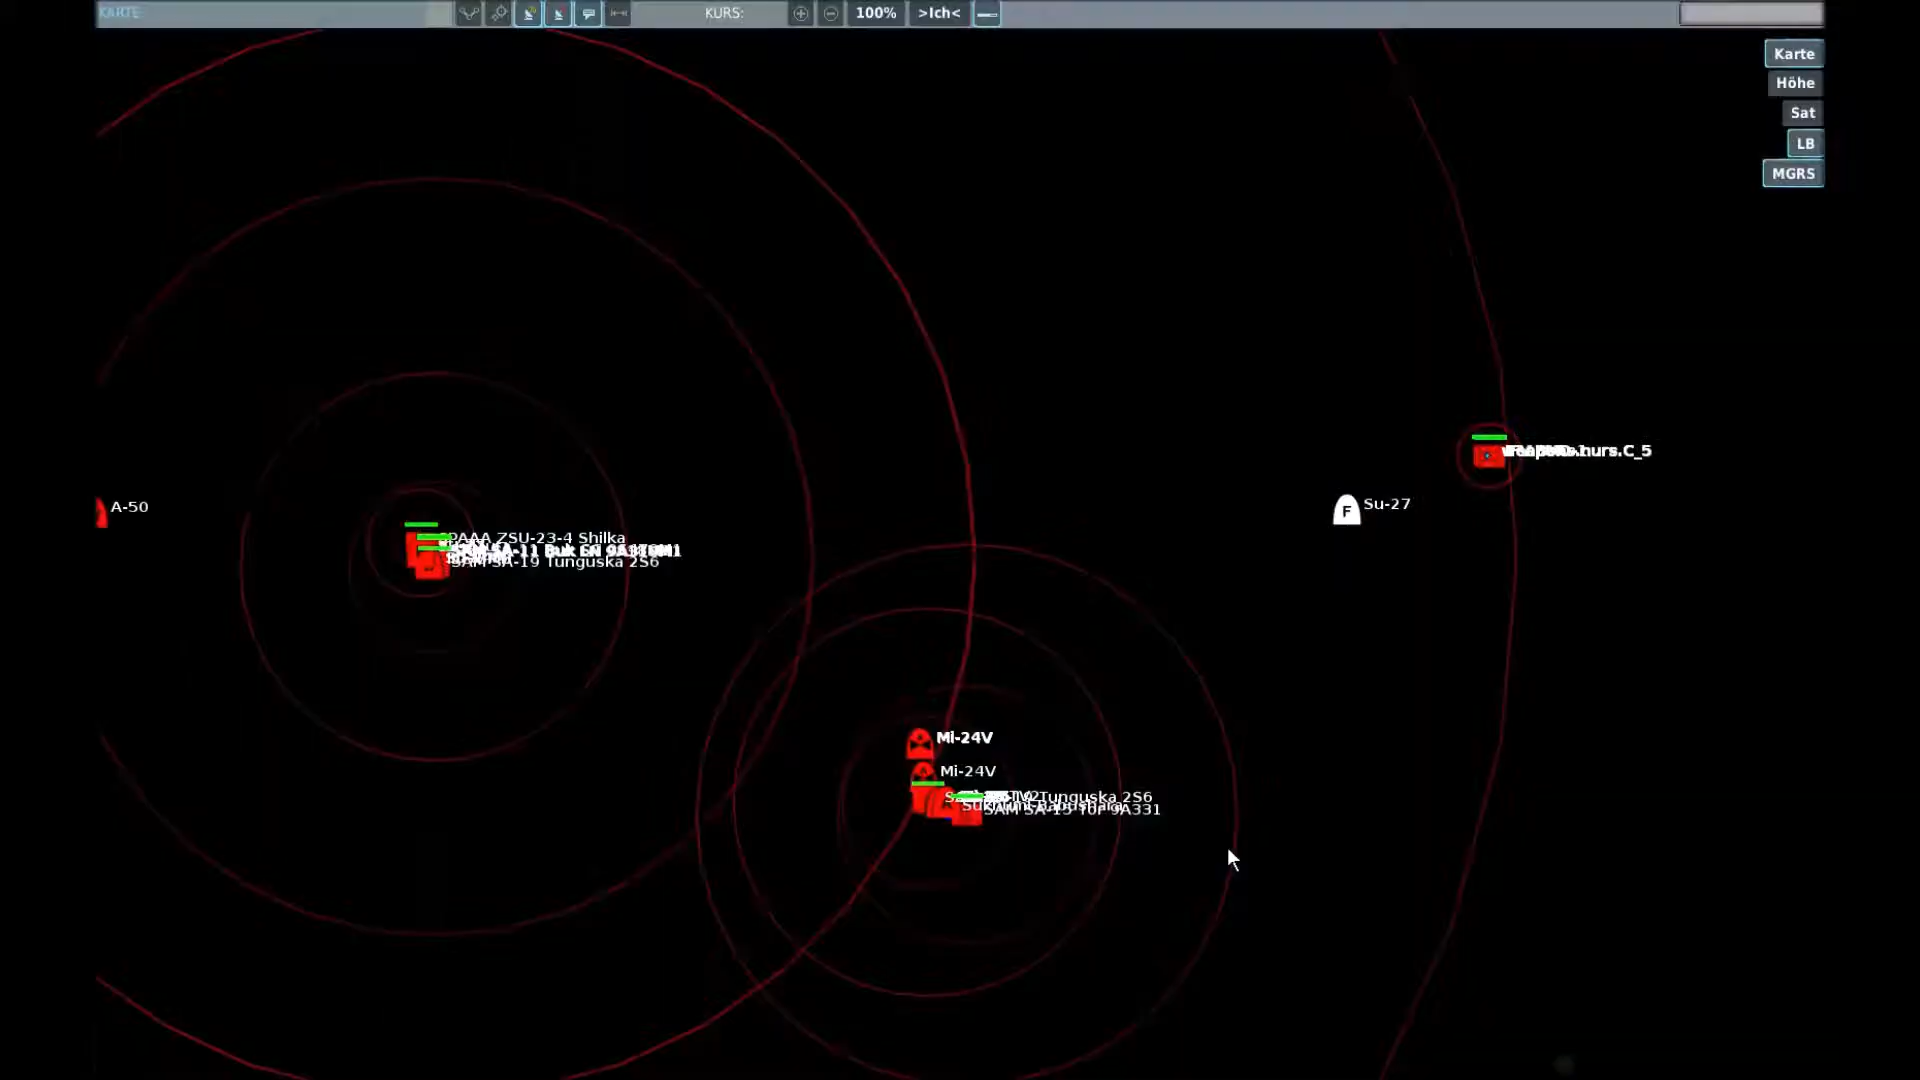 KARTE
KURS:
100%
>Ich<
Karte
Höhe
Sat
LB
MGRS
A-50
SPAAA ZSU-23-4 Shilka
SAM SA-19 Tunguska 2S6
Su-27
F
Mi-24V
Mi-24V
Tunguska 2S6
SAM SA-15 Tor 9A331